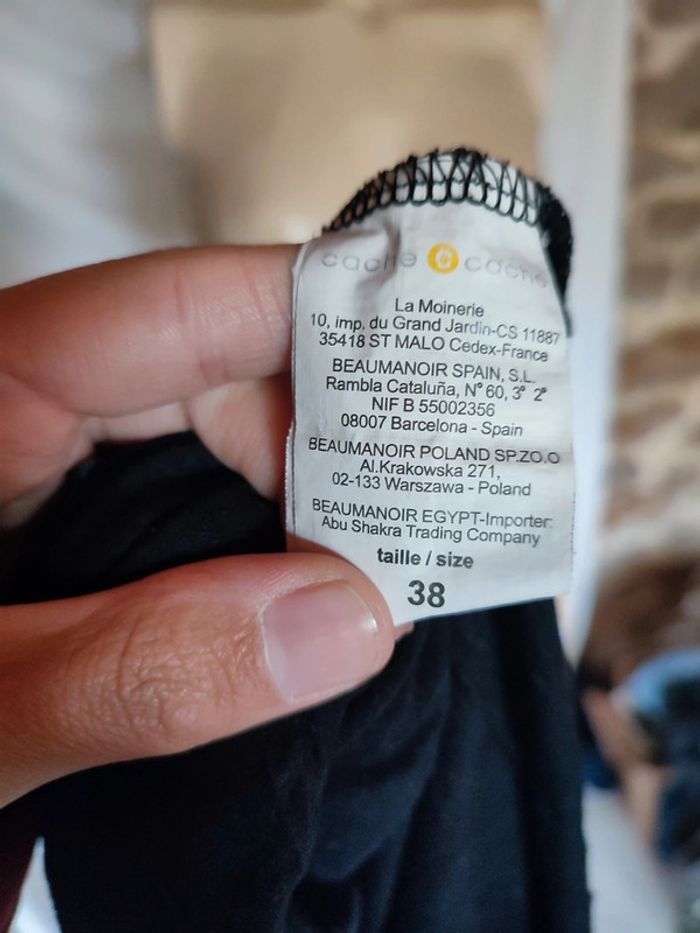 cache cache
La Moinerie
10, imp. du Grand Jardin-CS 11887
35418 ST MALO Cedex-France
BEAUMANOIR SPAIN, S.L.
Rambla Cataluña, N° 60, 3° 2ª
NIF B 55002356
08007 Barcelona - Spain
BEAUMANOIR POLAND SP.ZO.O
Al.Krakowska 271,
02-133 Warszawa - Poland
BEAUMANOIR EGYPT-Importer:
Abu Shakra Trading Company
taille / size
38